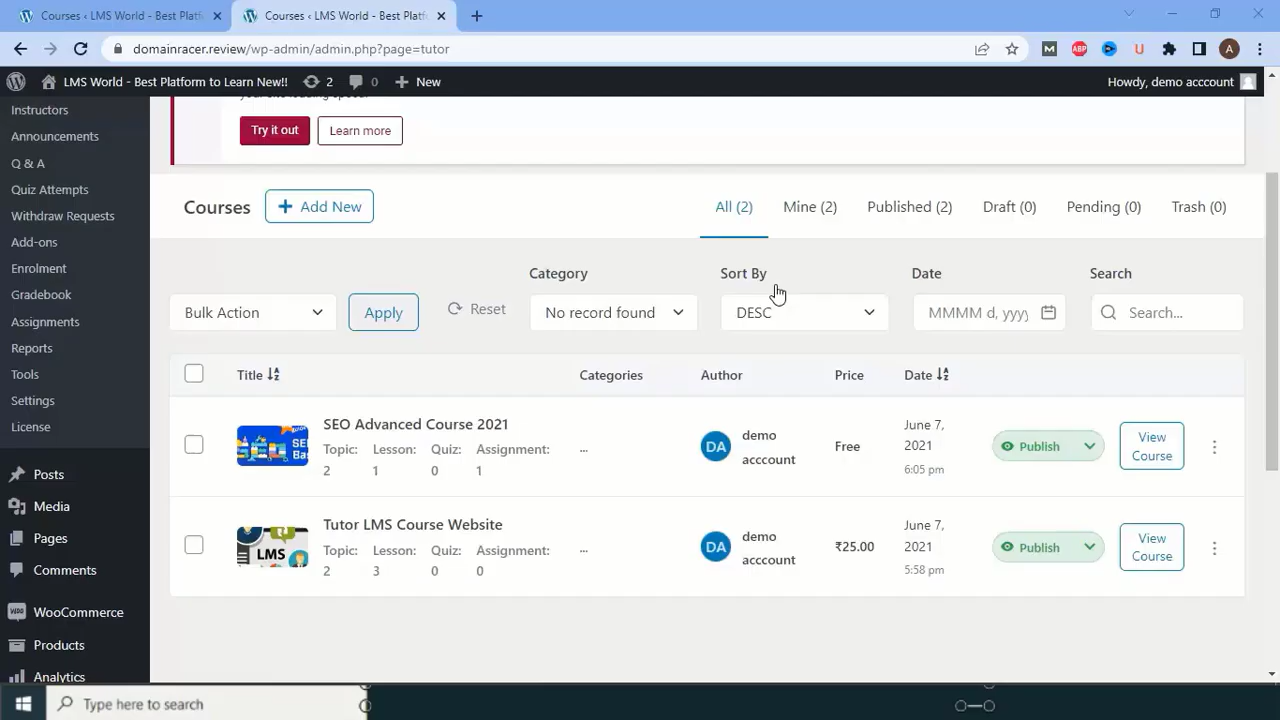 Courses ‹ LMS World - Best Platfo
Courses ‹ LMS World - Best Platfo
domainracer.review/wp-admin/admin.php?page=tutor
M
ABP
U
A
LMS World - Best Platform to Learn New!!
2
0
New
Howdy, demo acccount
Instructors
Announcements
Q & A
Quiz Attempts
Withdraw Requests
Add-ons
Enrolment
Gradebook
Assignments
Reports
Tools
Settings
License
Posts
Media
Pages
Comments
WooCommerce
Products
Analytics
Try it out
Learn more
Courses
Add New
All (2)
Mine (2)
Published (2)
Draft (0)
Pending (0)
Trash (0)
Category
Sort By
Date
Search
Bulk Action
Apply
Reset
No record found
DESC
MMMM d, yyyy
Search...
Title
Categories
Author
Price
Date
SEO Advanced Course 2021
Topic: 2
Lesson: 1
Quiz: 0
Assignment: 1
...
DA
demo
acccount
Free
June 7,
2021
6:05 pm
Publish
View
Course
LMS
Tutor LMS Course Website
Topic: 2
Lesson: 3
Quiz: 0
Assignment: 0
...
DA
demo
acccount
₹25.00
June 7,
2021
5:58 pm
Publish
View
Course
Type here to search